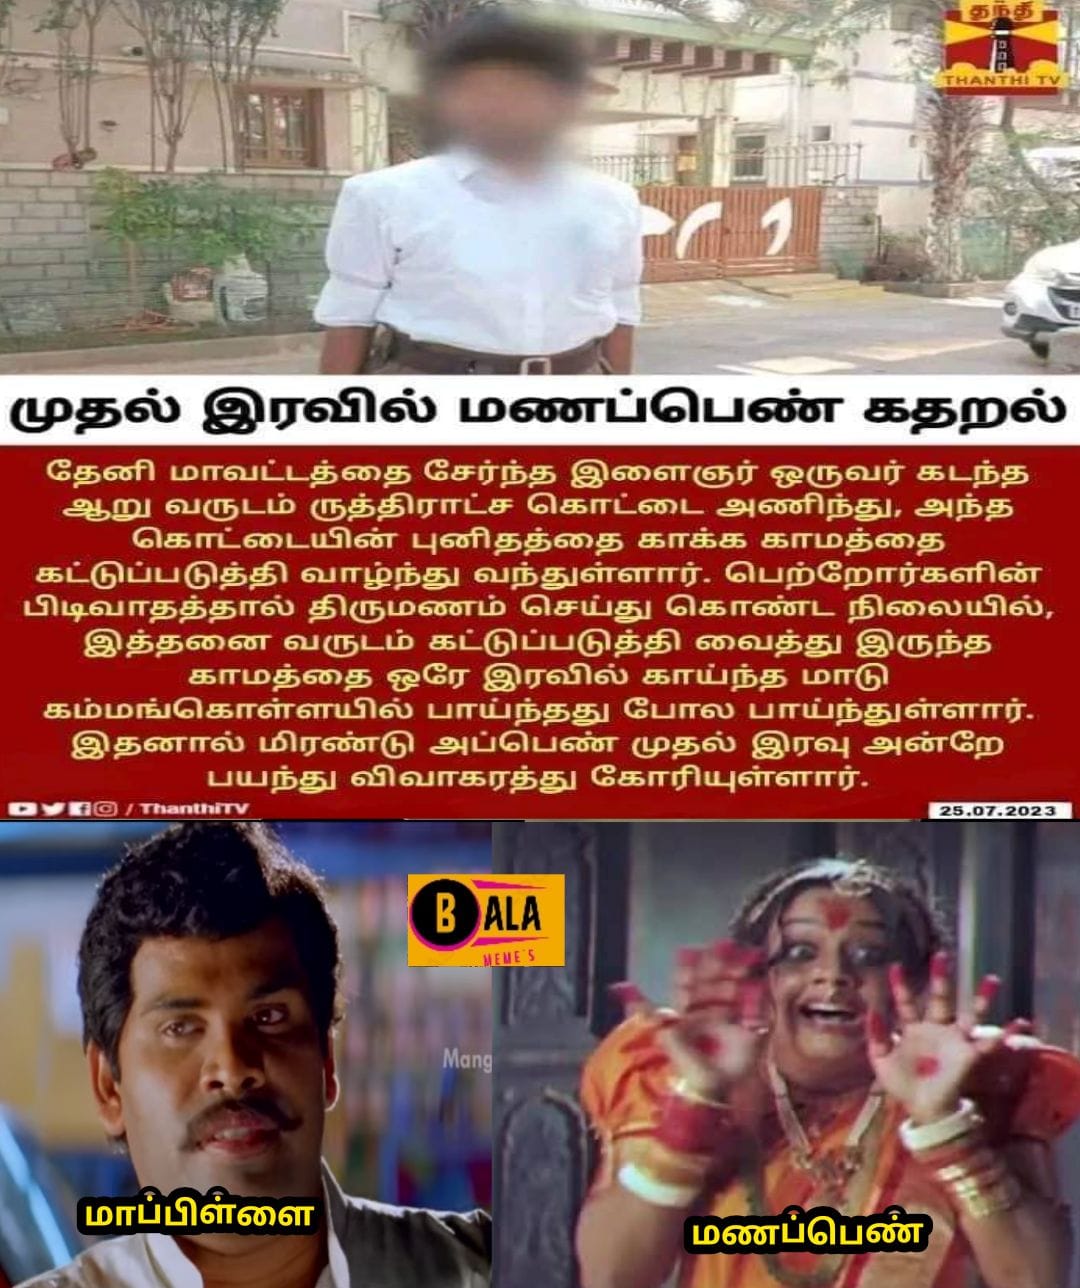 தந்தி
THANTHI TV
முதல் இரவில் மணப்பெண் கதறல்
தேனி மாவட்டத்தை சேர்ந்த இளைஞர் ஒருவர் கடந்த
ஆறு வருடம் ருத்திராட்ச கொட்டை அணிந்து, அந்த
கொட்டையின் புனிதத்தை காக்க காமத்தை
கட்டுப்படுத்தி வாழ்ந்து வந்துள்ளார். பெற்றோர்களின்
பிடிவாதத்தால் திருமணம் செய்து கொண்ட நிலையில்,
இத்தனை வருடம் கட்டுப்படுத்தி வைத்து இருந்த
காமத்தை ஒரே இரவில் காய்ந்த மாடு
கம்மங்கொள்ளயில் பாய்ந்தது போல பாய்ந்துள்ளார்.
இதனால் மிரண்டு அப்பெண் முதல் இரவு அன்றே
பயந்து விவாகரத்து கோரியுள்ளார்.
/ ThanthiTV
25.07.2023
BALA
MEME'S
Mang
மாப்பிள்ளை
மணப்பெண்